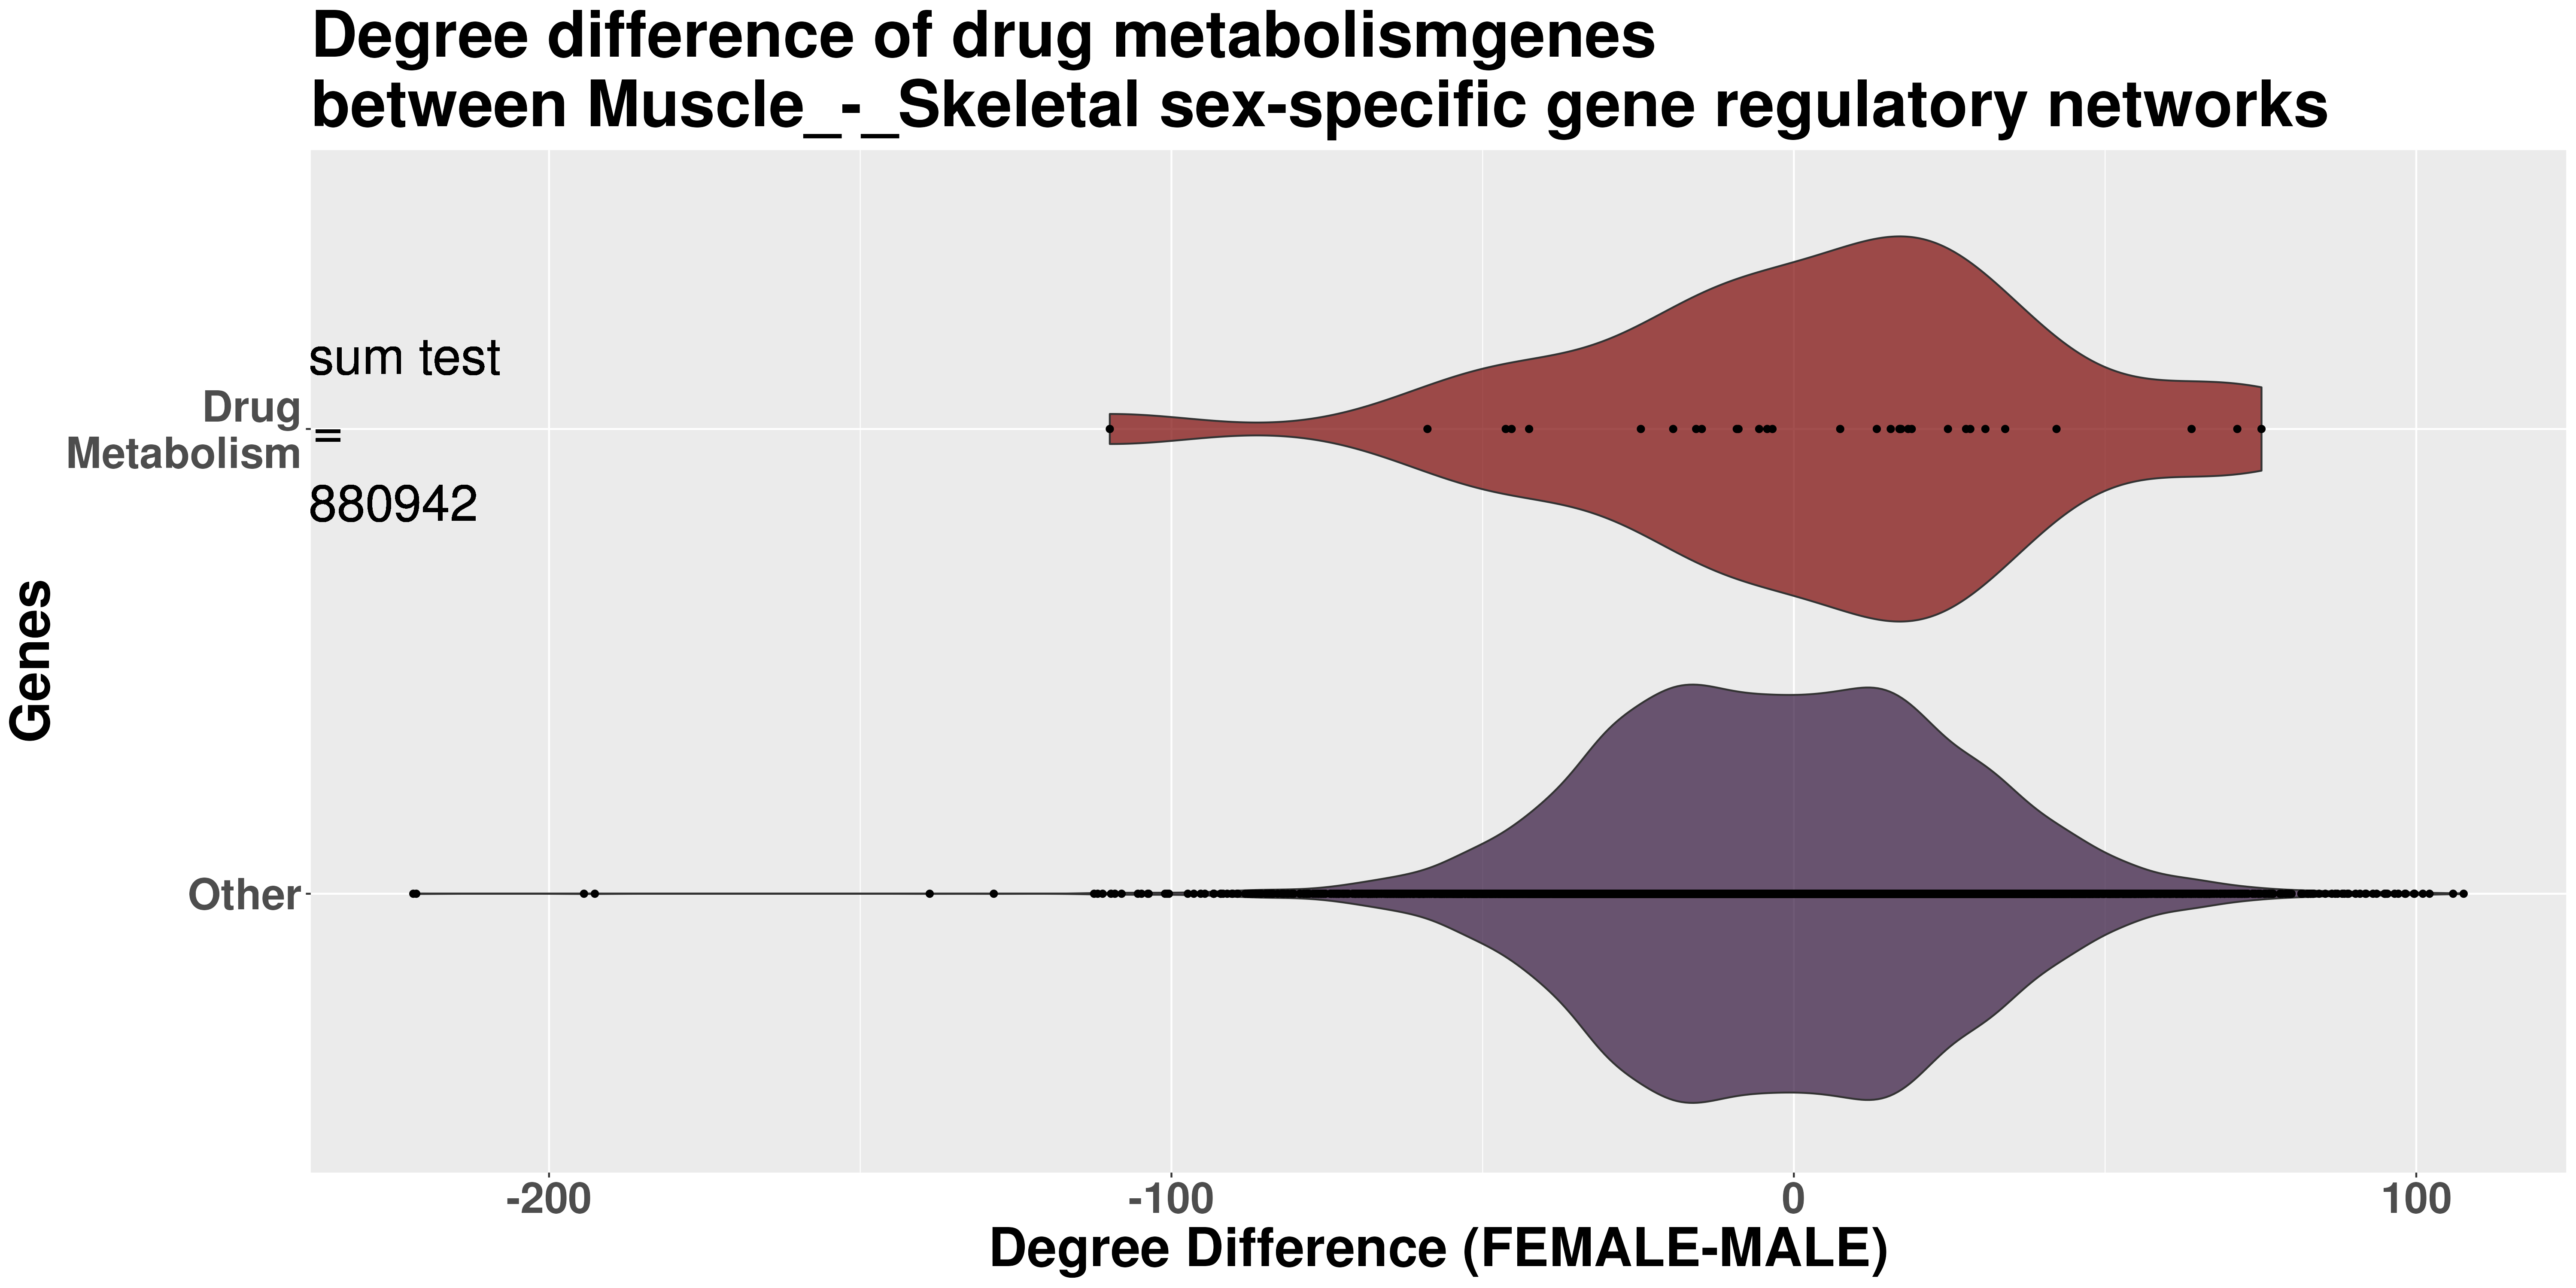 Degree difference of drug metabolismgenes
between Muscle_-_Skeletal sex-specific gene regulatory networks
sum test
Drug
Metabolism
=
880942
Genes
Other
-200 -100 0 100
Degree Difference (FEMALE-MALE)